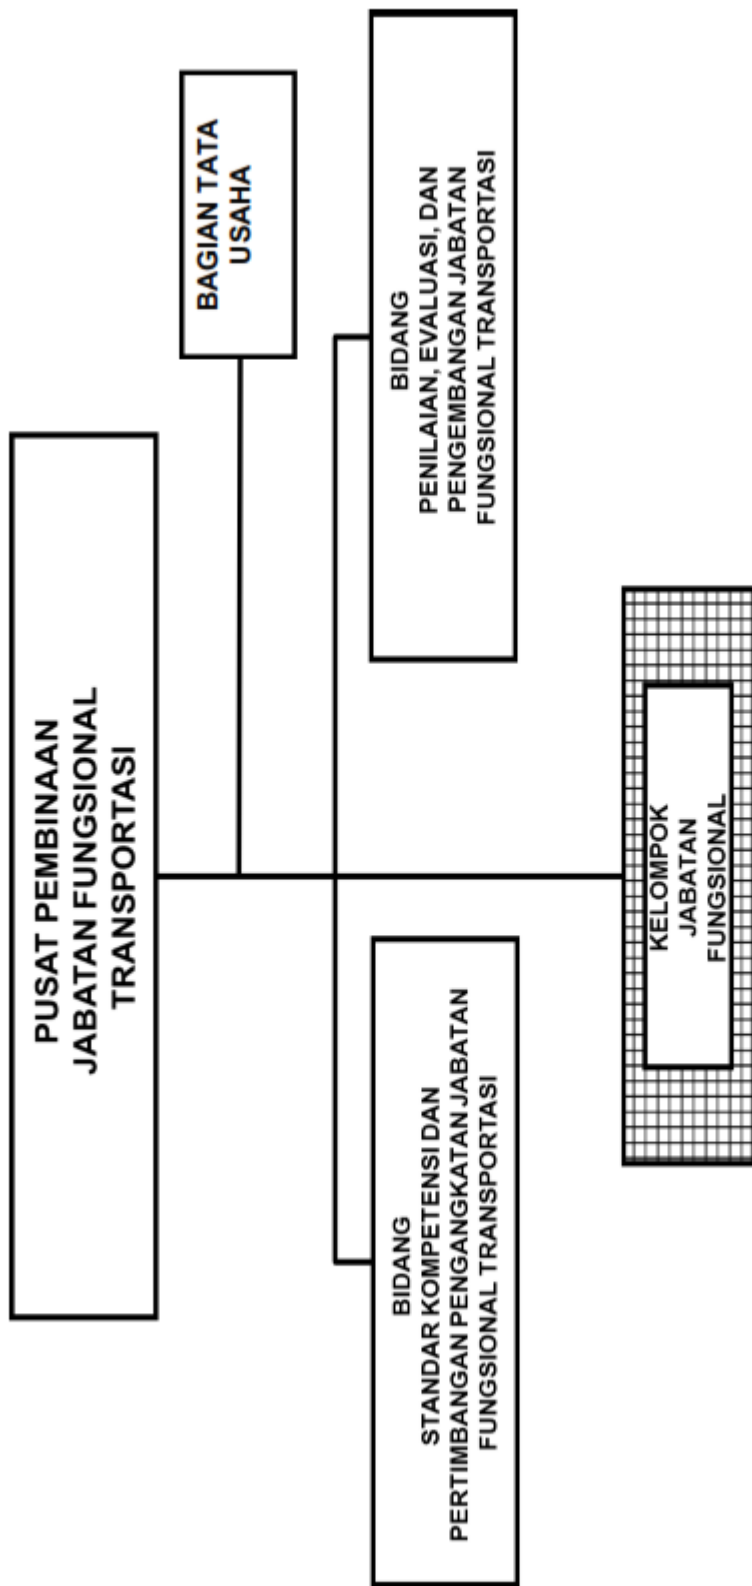 PUSAT PEMBINAAN
JABATAN FUNGSIONAL
TRANSPORTASI
BAGIAN TATA
USAHA
BIDANG
STANDAR KOMPETENSI DAN
PERTIMBANGAN PENGANGKATAN JABATAN
FUNGSIONAL TRANSPORTASI
BIDANG
PENILAIAN, EVALUASI, DAN
PENGEMBANGAN JABATAN
FUNGSIONAL TRANSPORTASI
KELOMPOK
JABATAN
FUNGSIONAL